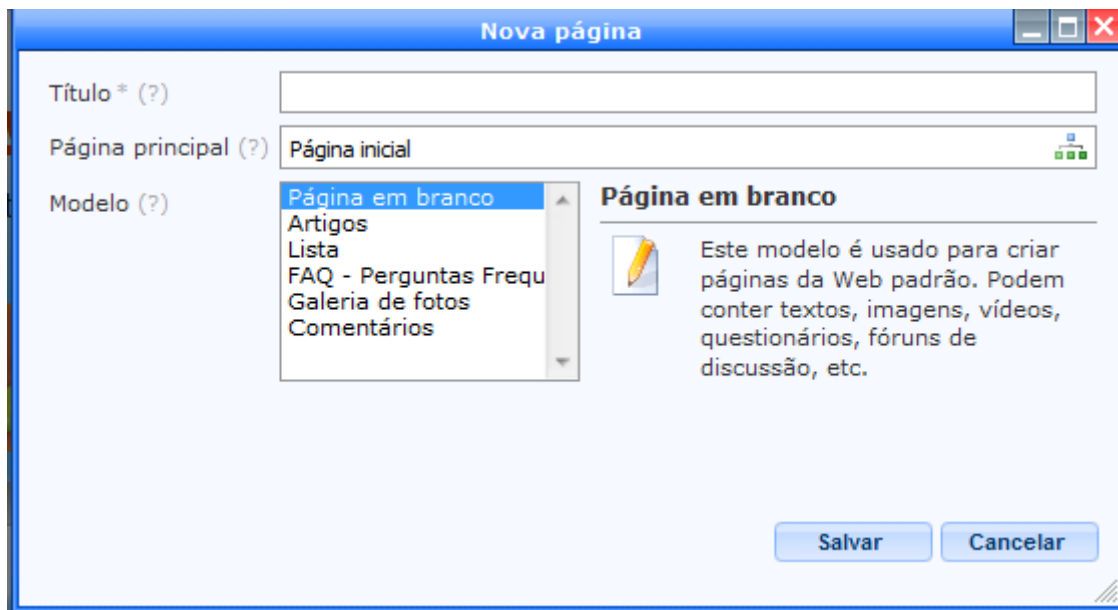 Nova página
Título * (?)
Página principal (?) Página inicial
Modelo (?)
Página em branco
Artigos
Lista
FAQ - Perguntas Frequ
Galeria de fotos
Comentários
Página em branco
Este modelo é usado para criar
páginas da Web padrão. Podem
conter textos, imagens, vídeos,
questionários, fóruns de
discussão, etc.
Salvar Cancelar